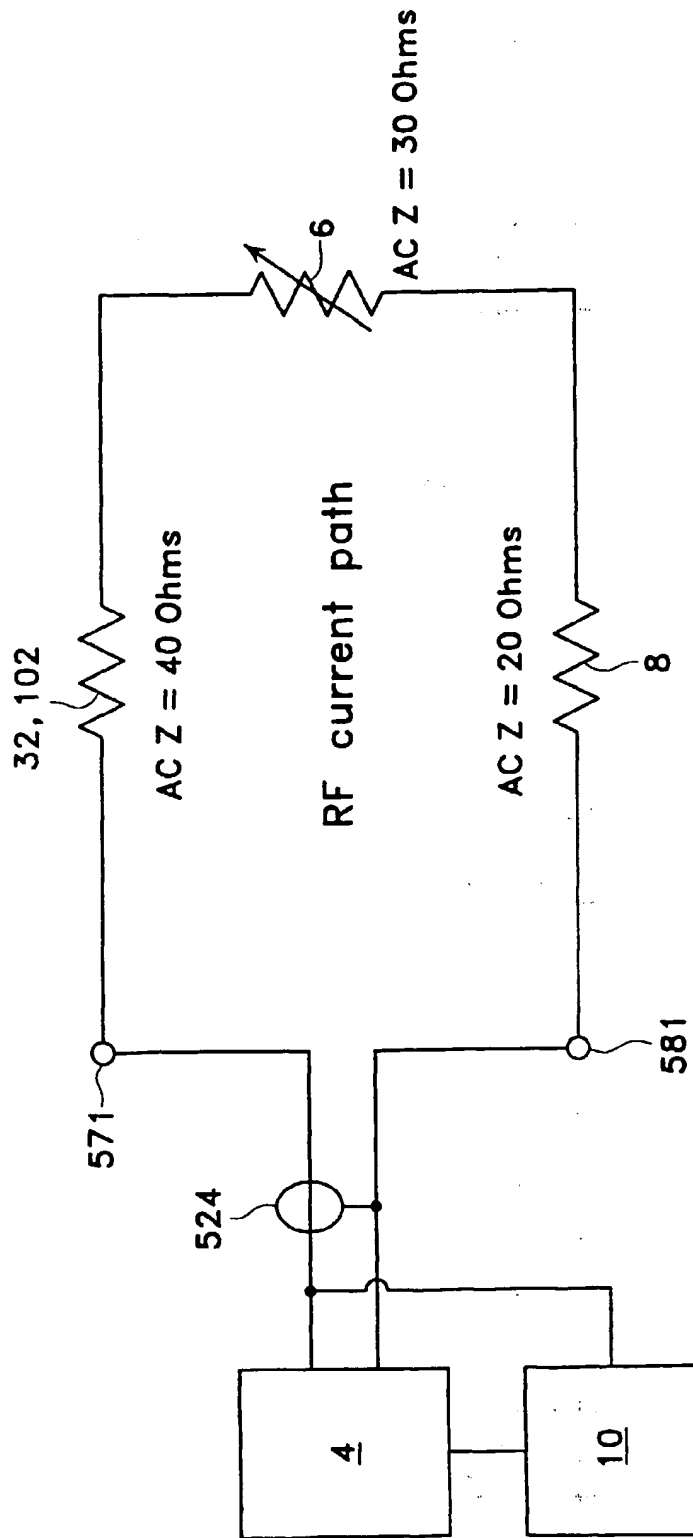 32, 102
AC Z = 40 Ohms
571
524
RF current path
6
AC Z = 30 Ohms
4
10
AC Z = 20 Ohms
581
8